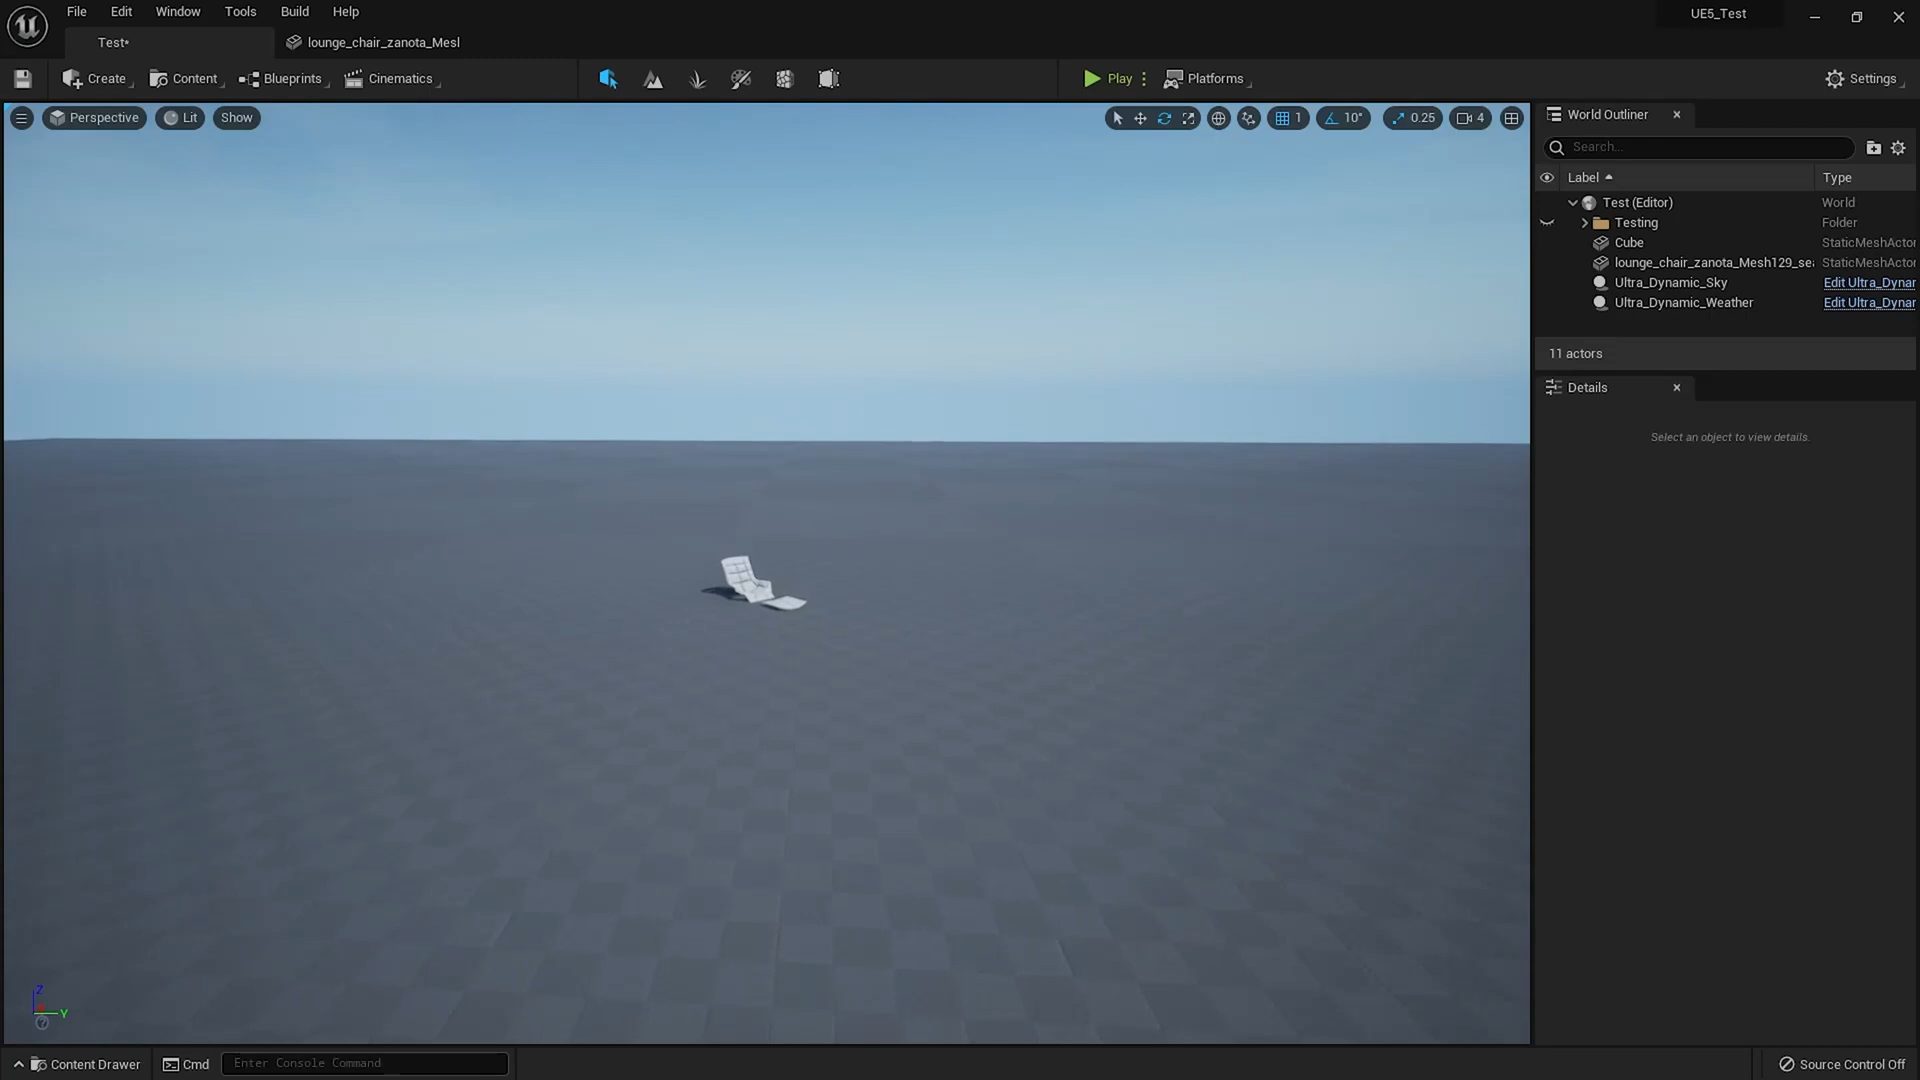 File Edit Window Tools Build Help
UE5_Test
Test*
lounge_chair_zanota_Mesl
Create
Content
Blueprints
Cinematics
Play
Platforms
Settings
Perspective
Lit
Show
1
10°
0.25
4
World Outliner
Search...
Label
Type
Test (Editor) World
Testing Folder
Cube StaticMeshActor
lounge_chair_zanota_Mesh129_sea StaticMeshActor
Ultra_Dynamic_Sky Edit Ultra_Dynar
Ultra_Dynamic_Weather Edit Ultra_Dynar
11 actors
Details
Select an object to view details.
Z
Y
Content Drawer
Cmd
Enter Console Command
Source Control Off